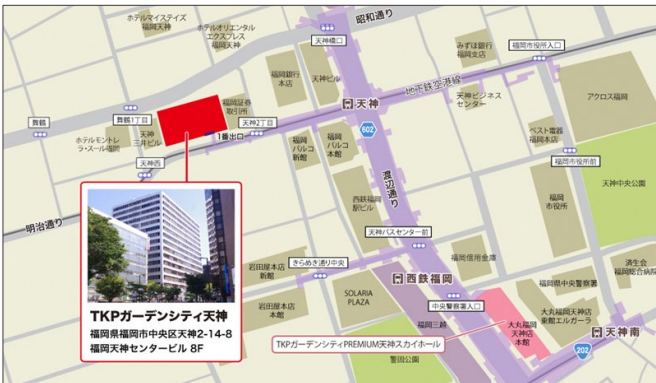 昭和通り
ホテルマイステイズ
福岡天神
ホテルオリエンタル
エクスプレス
福岡天神
天神橋口
みずほ銀行
福岡支店
福岡市役所入口
福岡銀行
本店
天神ビル
地下鉄空港線
アクロス福岡
天神
天神ビジネス
センター
舞鶴
舞鶴1丁目
福岡証券
取引所
天神2丁目
1番出口
602
ホテルモントレ
ラ・スール福岡
天神
三井ビル
天神西
福岡
パルコ
新館
福岡
パルコ
本館
ベスト電器
福岡本店
福岡市役所前
渡辺通り
天神中央公園
西鉄福岡
駅ビル
福岡
市役所
明治通り
天神バスセンター前
きらめき通り中央
岩田屋本店
新館
福岡信用金庫
済生会
福岡総合病院
西鉄福岡
福岡県中央警察署
岩田屋本店
本館
SOLARIA
PLAZA
中央警察署入口
TKPガーデンシティ天神
福岡県福岡市中央区天神2-14-8
福岡天神センタービル 8F
福岡三越
大丸福岡
天神店
本館
大丸福岡天神店
東館エルガーラ
天神南
TKPガーデンシティPREMIUM天神スカイホール
警固公園
202